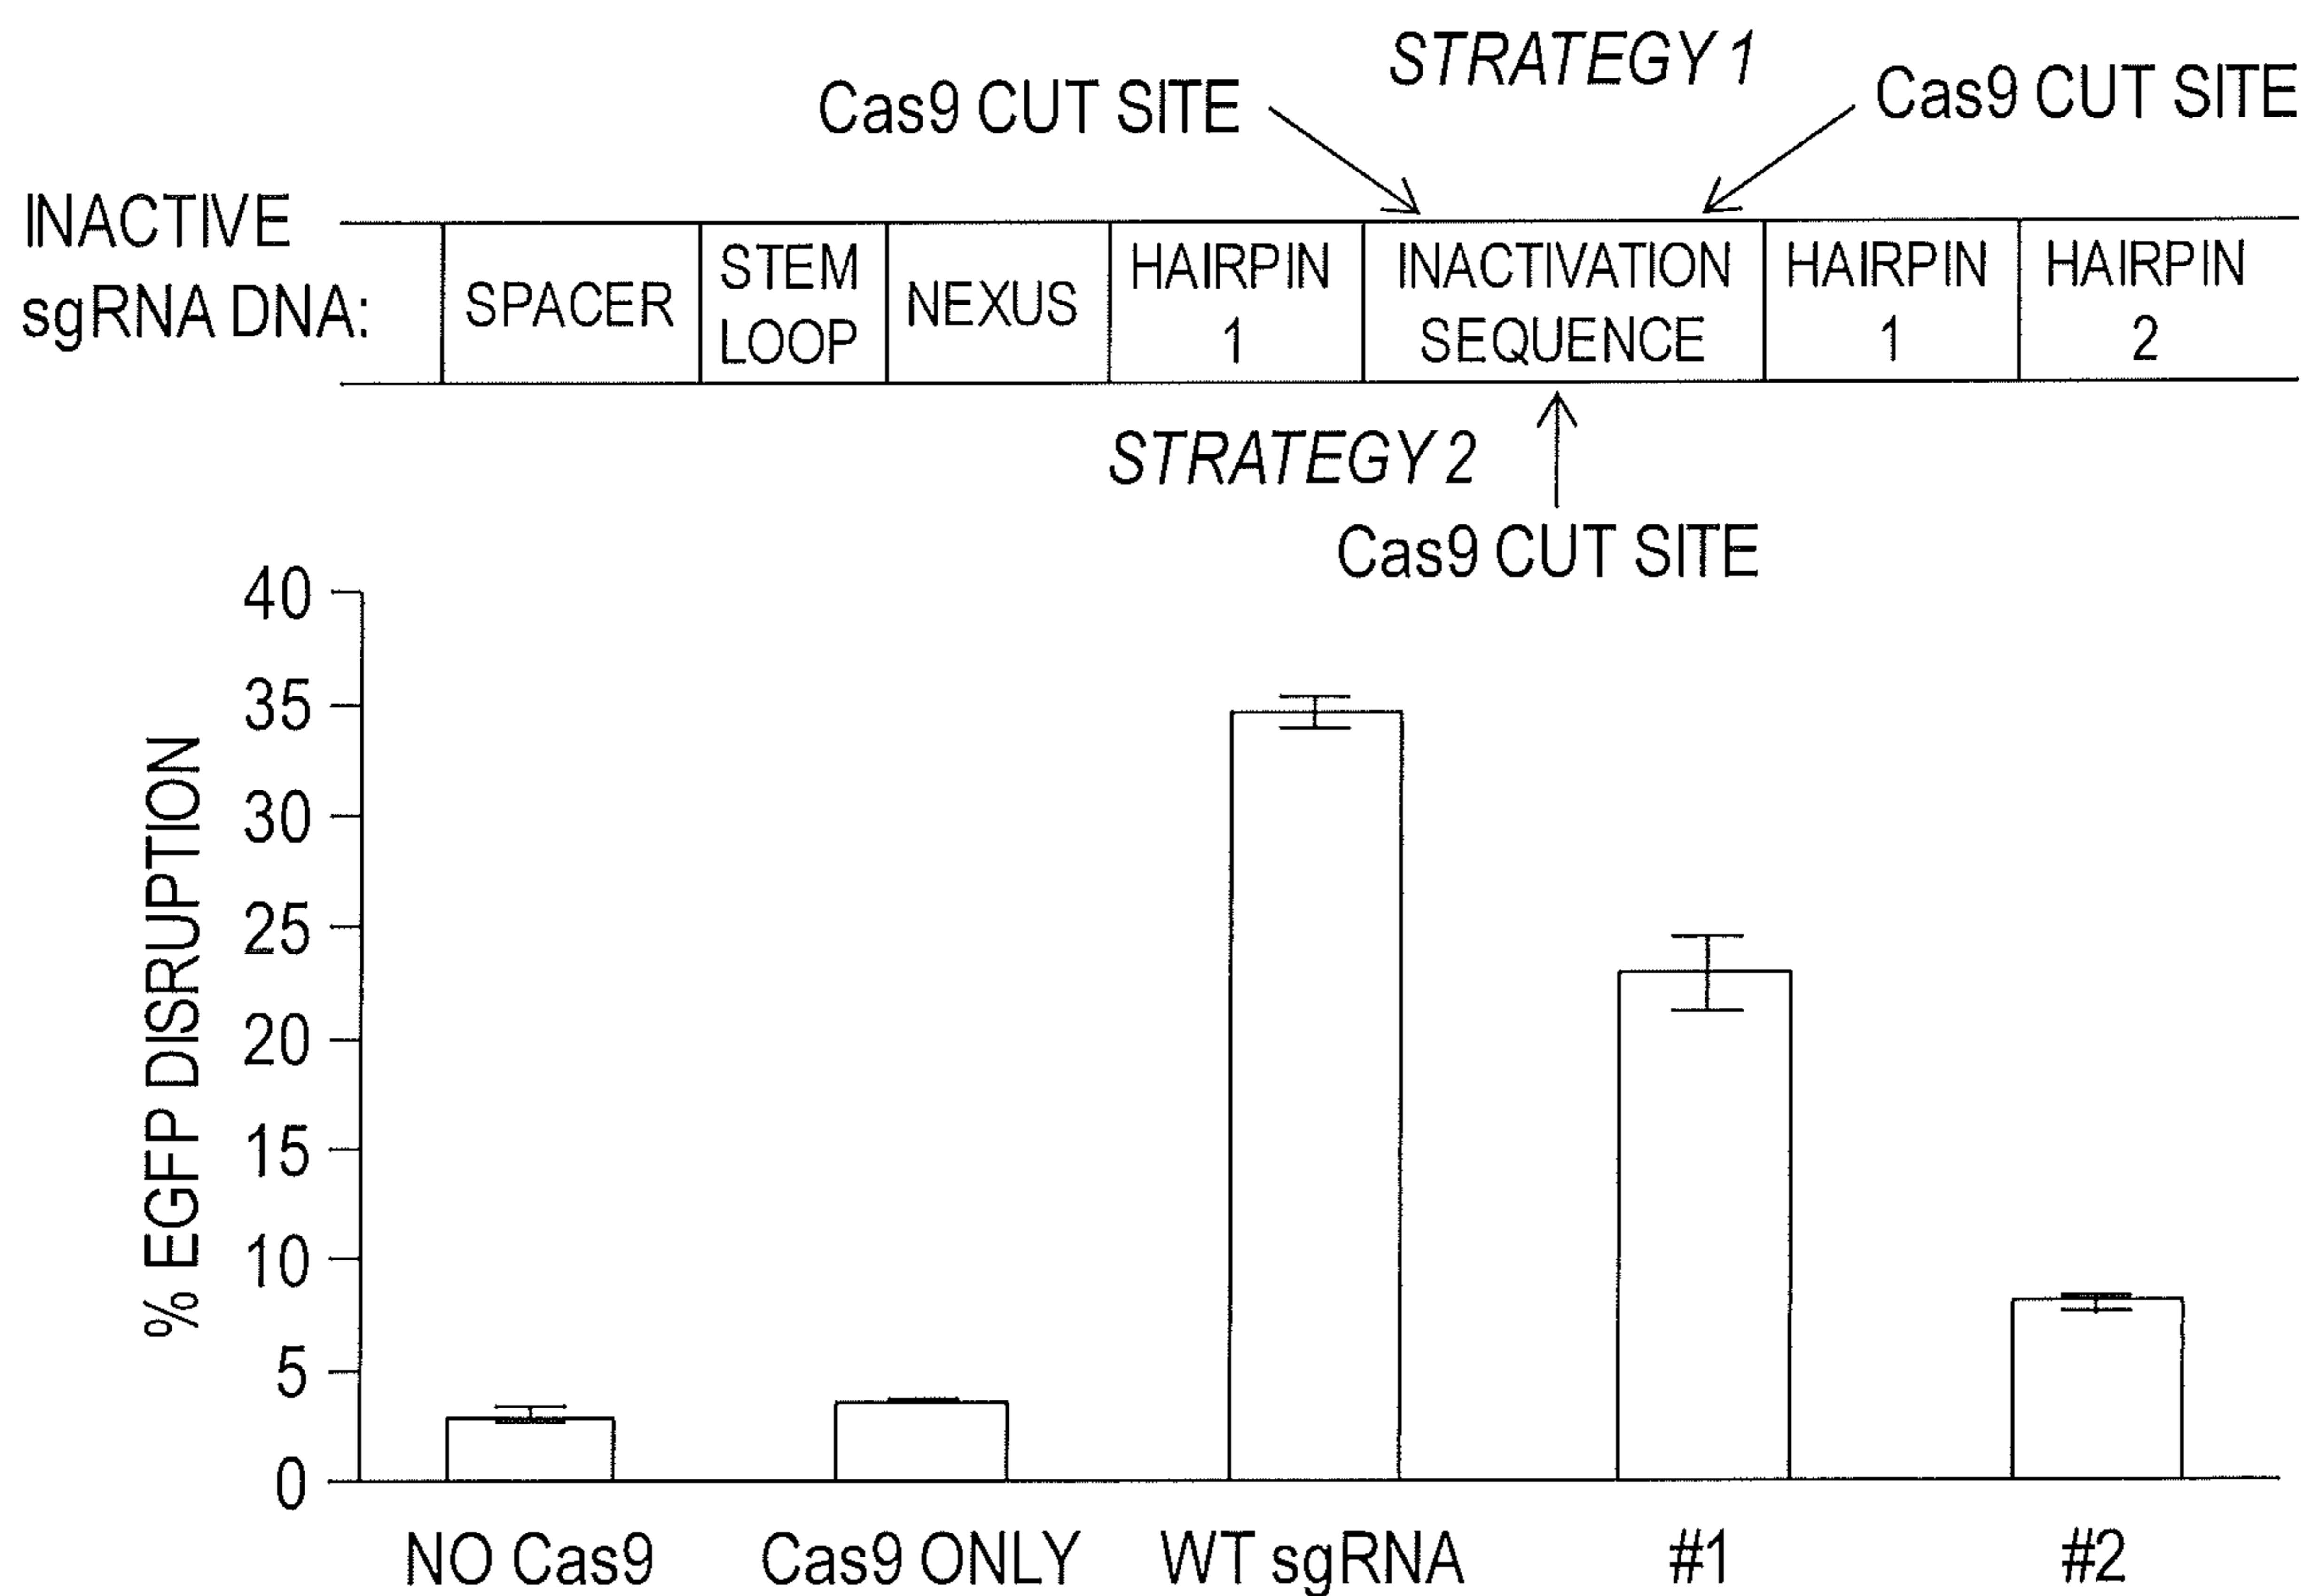 STRATEGY 1
Cas9 CUT SITE
Cas9 CUT SITE
INACTIVE
sgRNA DNA:
SPACER
STEM
LOOP
NEXUS
HAIRPIN
1
INACTIVATION
SEQUENCE
HAIRPIN
1
HAIRPIN
2
STRATEGY 2
Cas9 CUT SITE
% EGFP DISRUPTION
40
35
30
25
20
15
10
5
0
NO Cas9
Cas9 ONLY
WT sgRNA
#1
#2